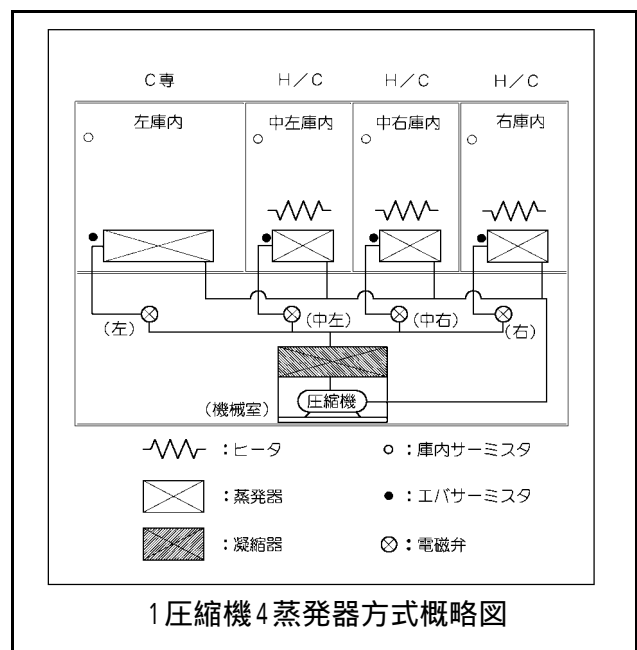 C専 H／C H／C H／C
左庫内 中左庫内 中右庫内 右庫内
(左) (中左) (中右) (右)
(機械室) 圧縮機
：ヒータ ：庫内サーミスタ
：蒸発器 ：エバサーミスタ
：凝縮器 ：電磁弁
1圧縮機4蒸発器方式概略図